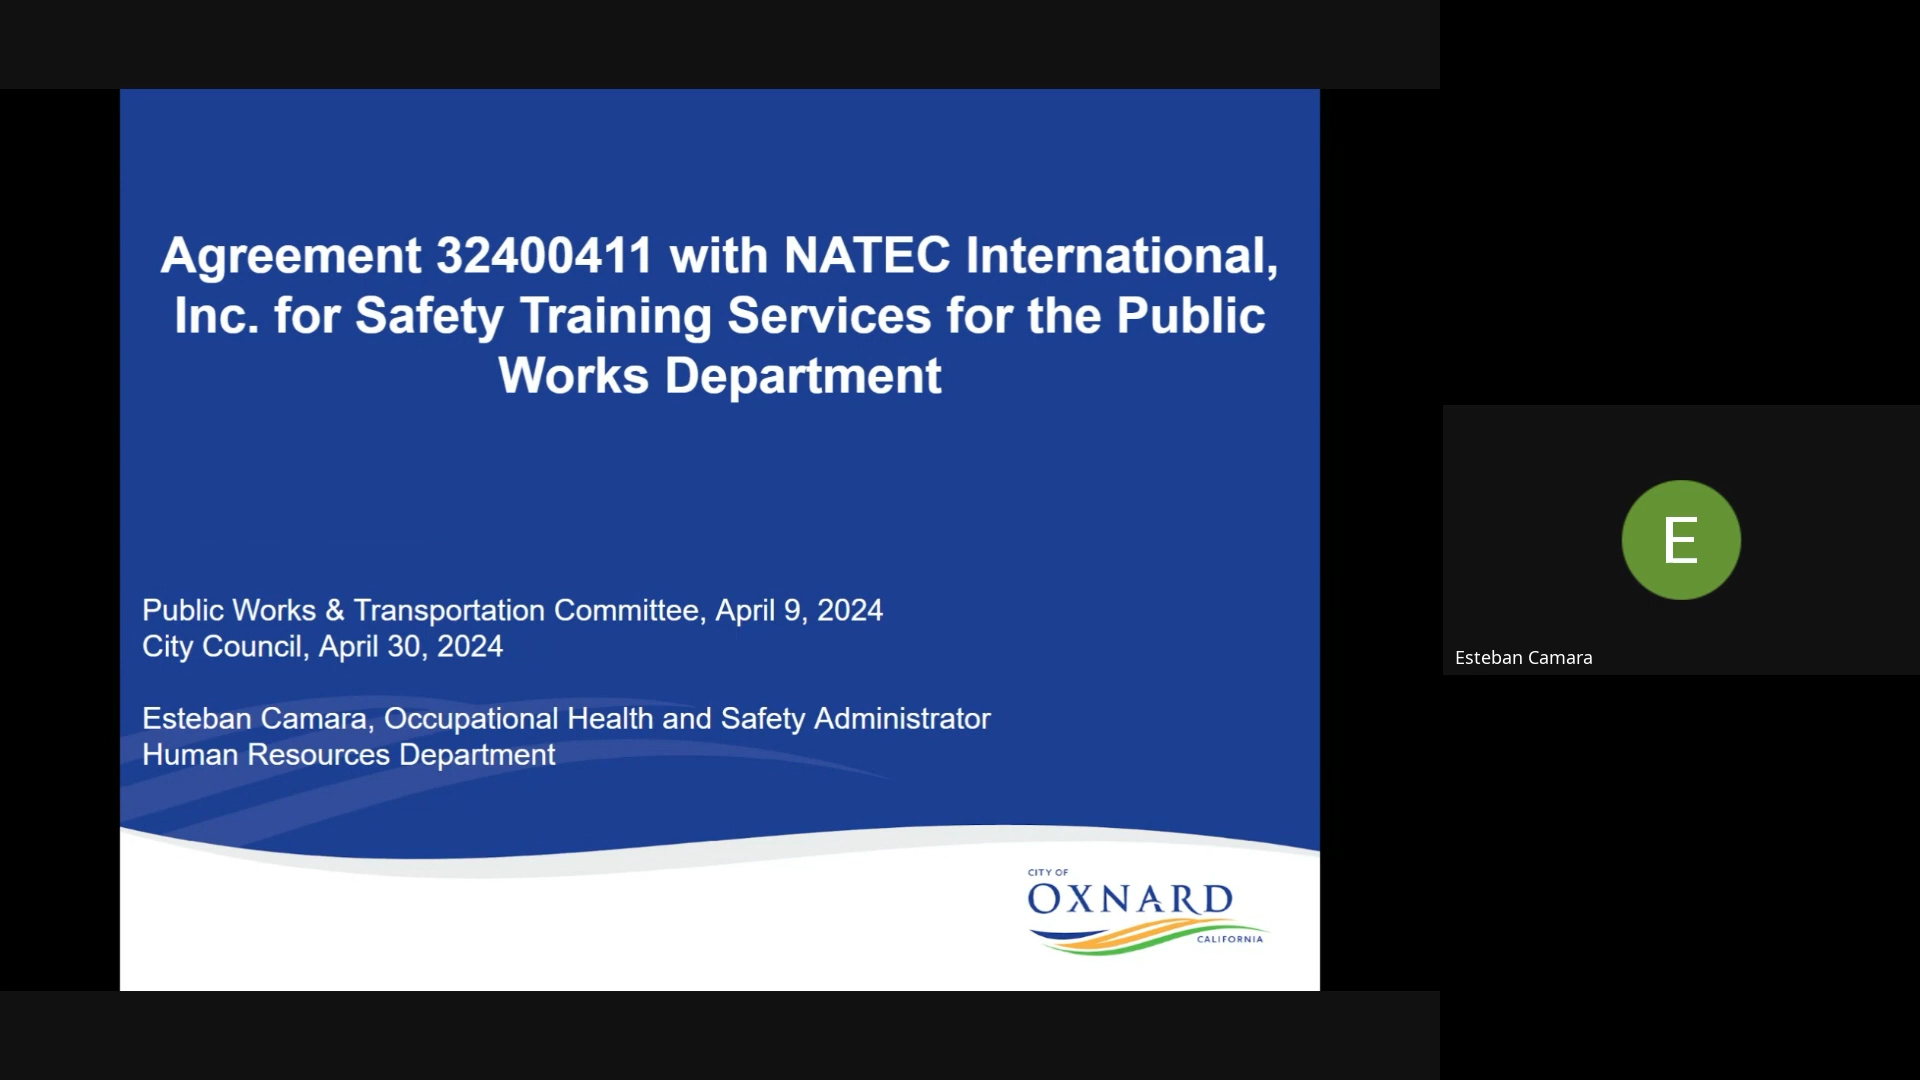 Agreement 32400411 with NATEC International,
Inc. for Safety Training Services for the Public
Works Department
Public Works & Transportation Committee, April 9, 2024
City Council, April 30, 2024
Esteban Camara, Occupational Health and Safety Administrator
Human Resources Department
CITY OF
OXNARD
CALIFORNIA
E
Esteban Camara